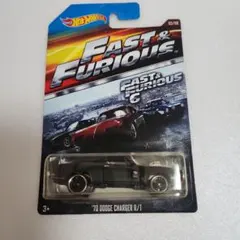 Hot Wheels
FAST &
FURIOUS
FAST &
FURIOUS
6
3+
'70 DODGE CHARGER R/T